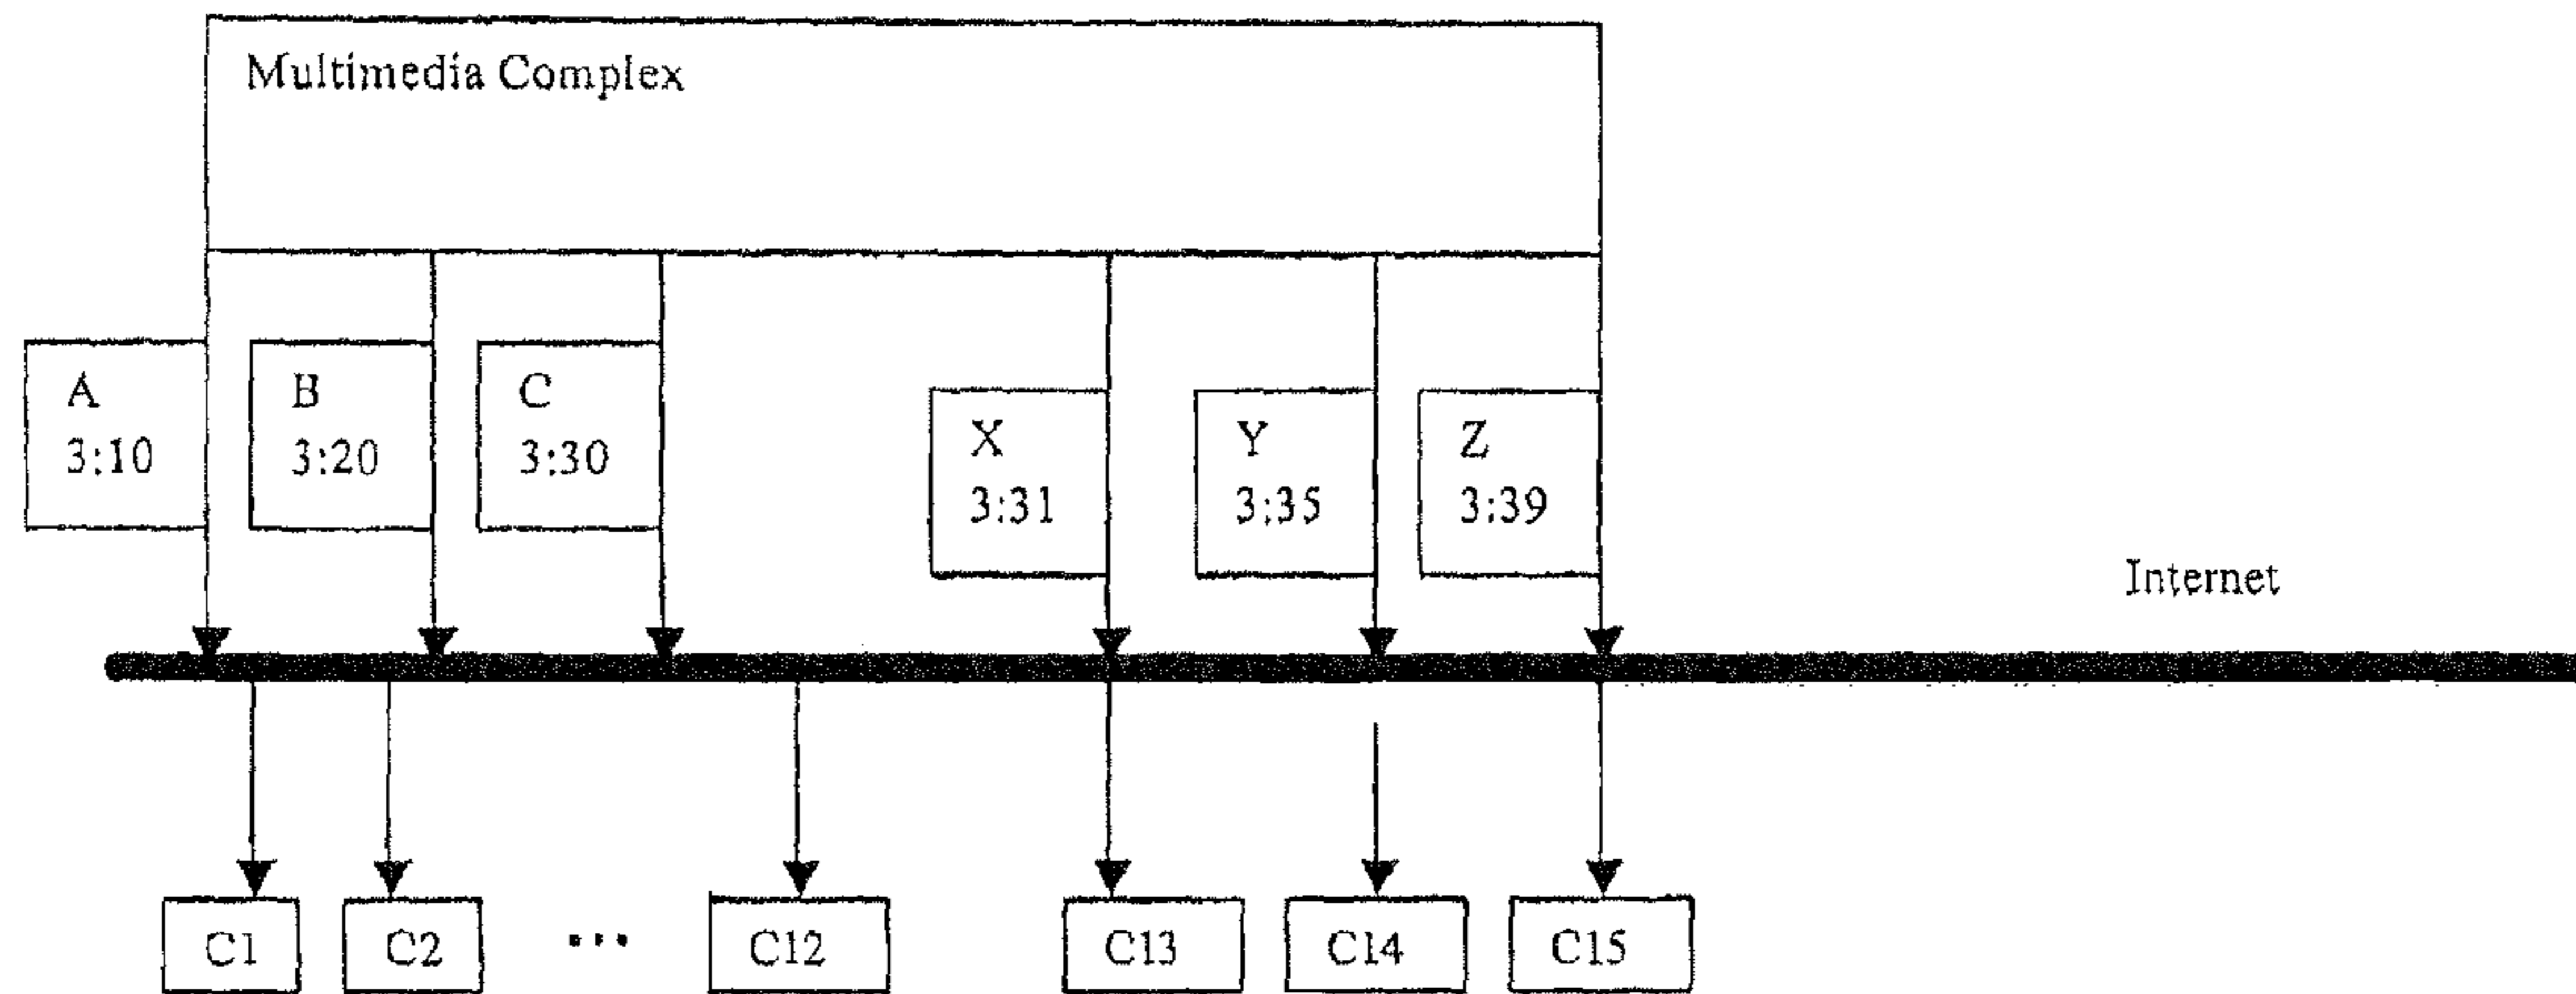 Multimedia Complex
A
3:10
B
3:20
C
3:30
X
3:31
Y
3:35
Z
3:39
Internet
C1
C2
...
C12
C13
C14
C15